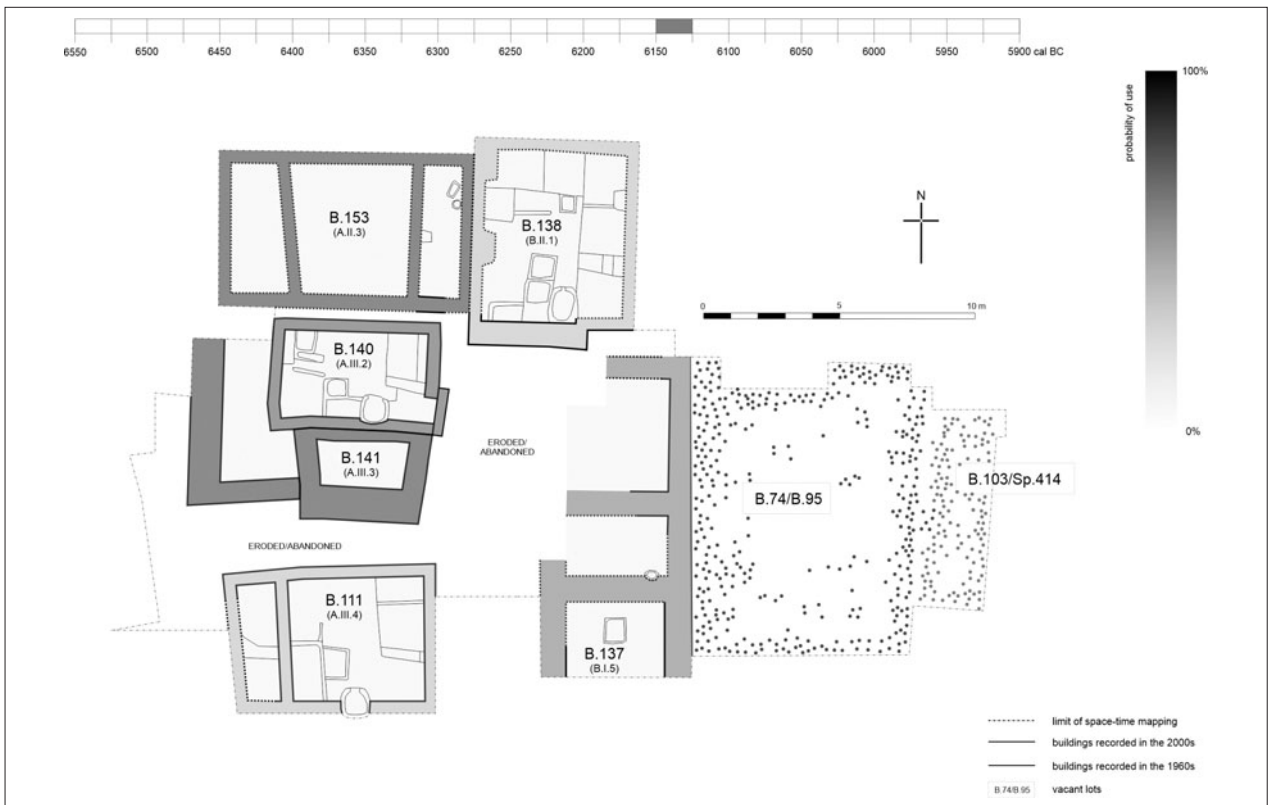 6550 6500 6450 6400 6350 6300 6250 6200 6150 6100 6050 6000 5950 5900 cal BC
100%
probability of use
0%
N
0 5 10 m
B.153
(A.II.3)
B.138
(B.II.1)
B.140
(A.III.2)
B.141
(A.III.3)
ERODED/
ABANDONED
B.74/B.95
B.103/Sp.414
ERODED/ABANDONED
B.111
(A.III.4)
B.137
(B.I.5)
limit of space-time mapping
buildings recorded in the 2000s
buildings recorded in the 1960s
B.74/B.95 vacant lots